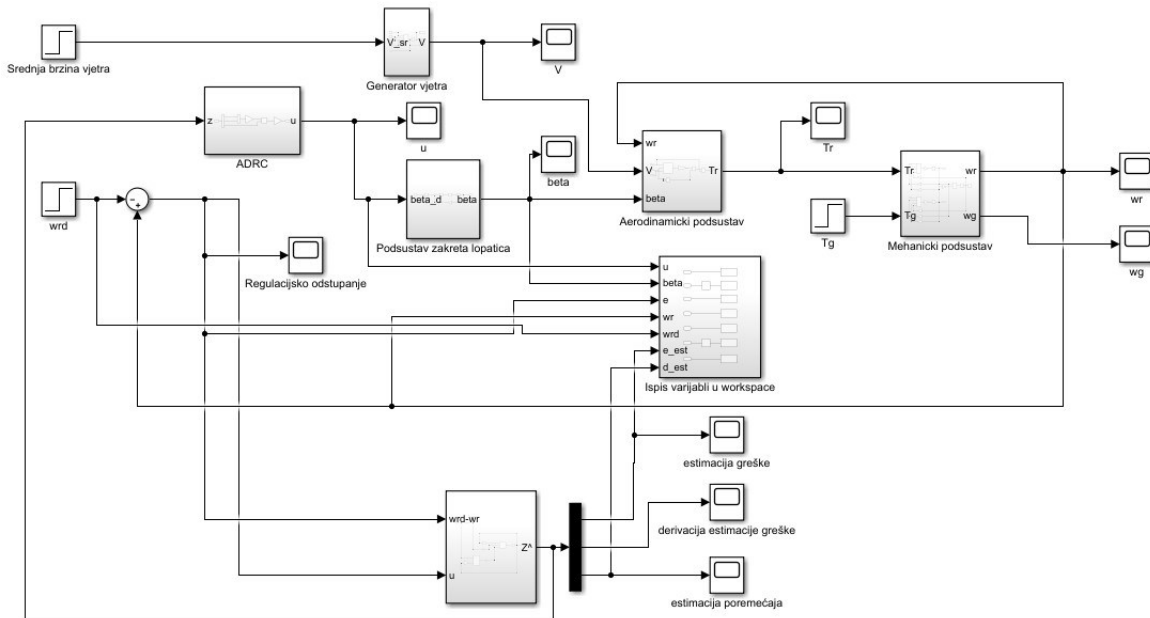 V_sr
V
Srednja brzina vjetra
Generator vjetra
V
z
u
ADRC
u
wr
V
beta
Tr
Aerodinamicki podsustav
Tr
Tr
Tg
wr
wg
Mehanicki podsustav
wr
wg
beta_d
beta
Podsustav zakreta lopatica
beta
Tg
wrd
-
+
Regulacijsko odstupanje
u
beta
e
wr
wrd
e_est
d_est
Ispis varijabli u workspace
estimacija greške
wrd-wr
u
Z^
derivacija estimacije greške
estimacija poremećaja